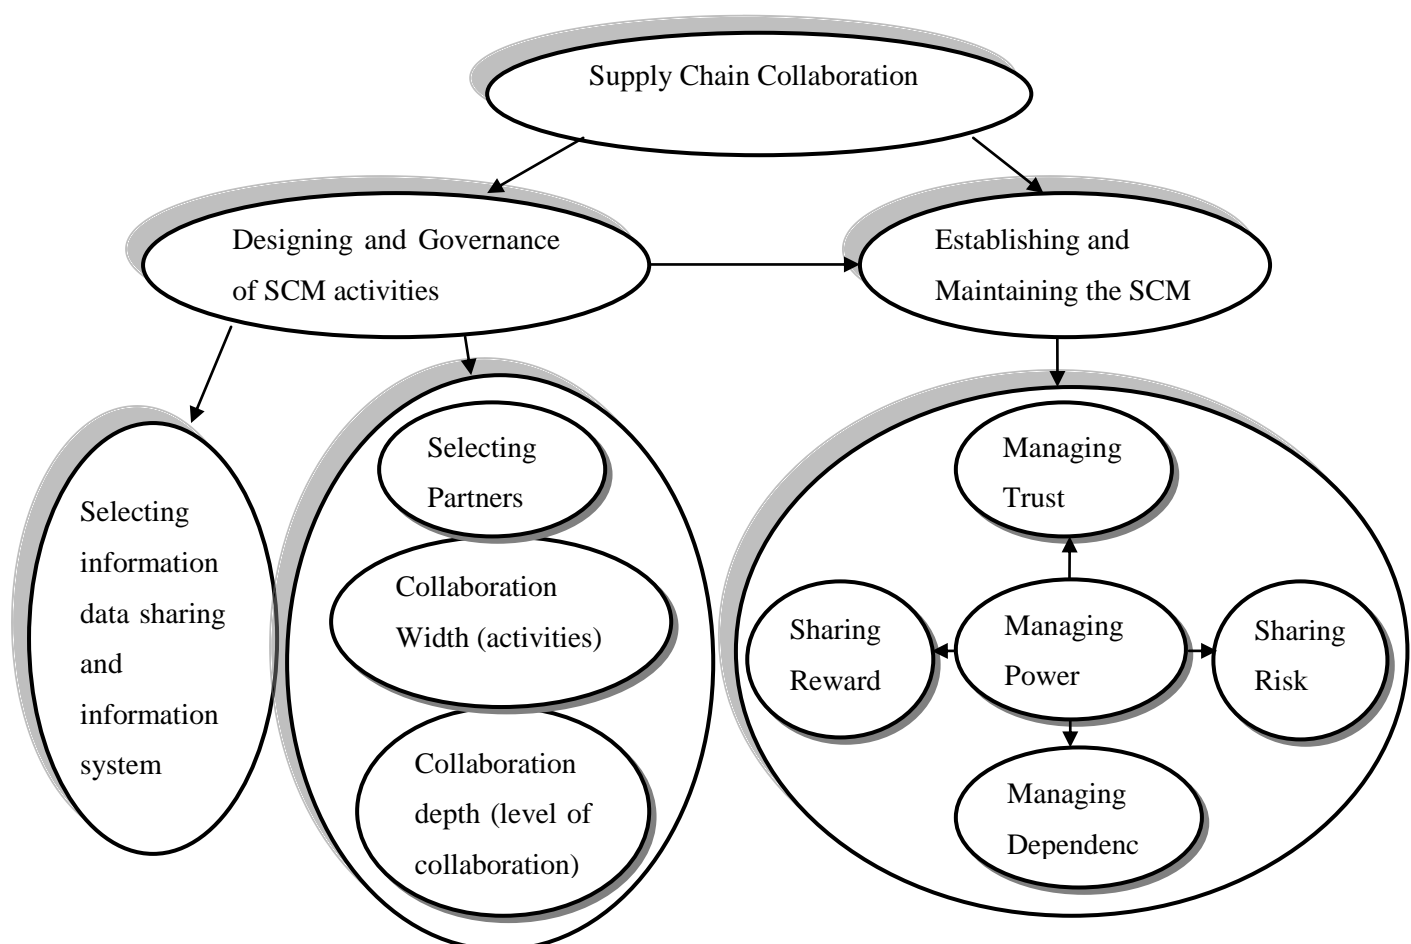 Supply Chain Collaboration
Designing and Governance
of SCM activities
Establishing and
Maintaining the SCM
Selecting
information
data sharing
and
information
system
Selecting
Partners
Collaboration
Width (activities)
Collaboration
depth (level of
collaboration)
Managing
Trust
Sharing
Reward
Managing
Power
Sharing
Risk
Managing
Dependenc